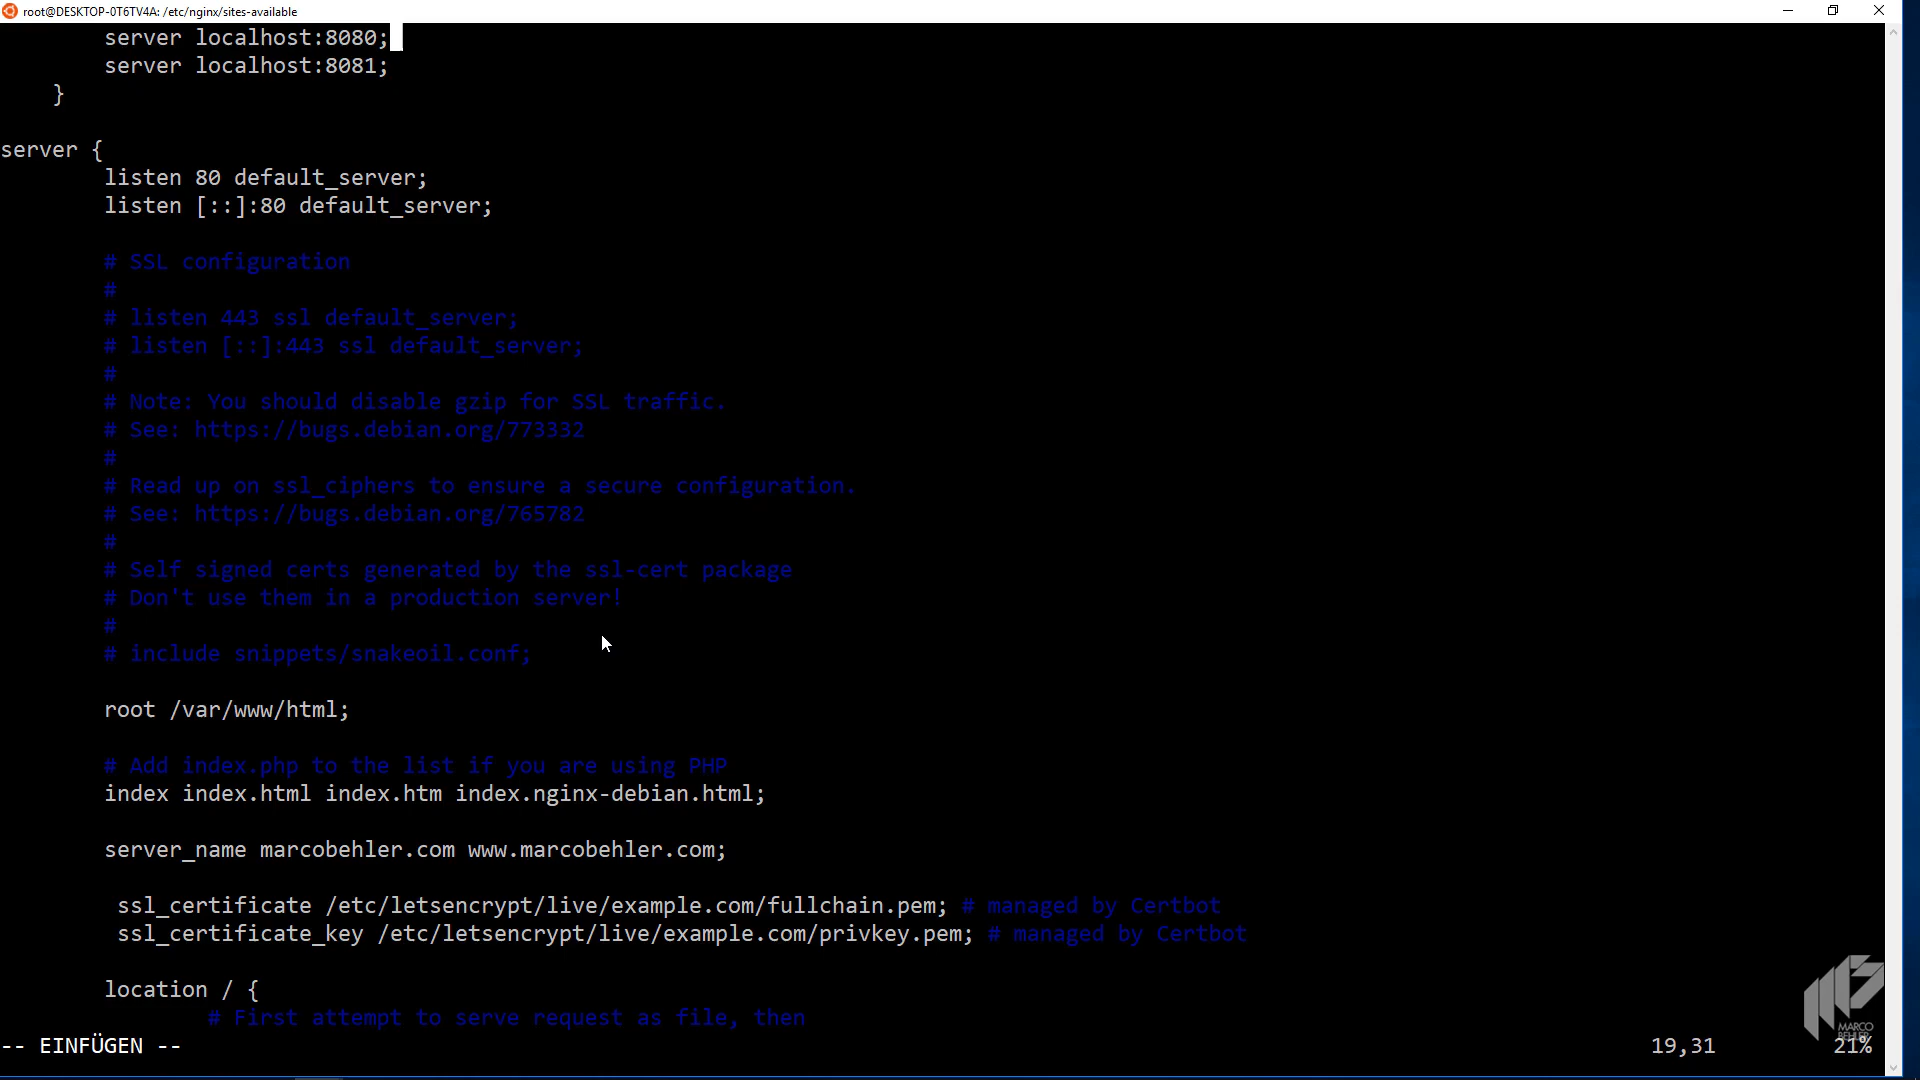 root@DESKTOP-0T6TV4A: /etc/nginx/sites-available
server localhost:8080;
server localhost:8081;
}
server {
listen 80 default_server;
listen [::]:80 default_server;
# SSL configuration
#
# listen 443 ssl default_server;
# listen [::]:443 ssl default_server;
#
# Note: You should disable gzip for SSL traffic.
# See: https://bugs.debian.org/773332
#
# Read up on ssl_ciphers to ensure a secure configuration.
# See: https://bugs.debian.org/765782
#
# Self signed certs generated by the ssl-cert package
# Don't use them in a production server!
#
# include snippets/snakeoil.conf;
root /var/www/html;
# Add index.php to the list if you are using PHP
index index.html index.htm index.nginx-debian.html;
server_name marcobehler.com www.marcobehler.com;
ssl_certificate /etc/letsencrypt/live/example.com/fullchain.pem; # managed by Certbot
ssl_certificate_key /etc/letsencrypt/live/example.com/privkey.pem; # managed by Certbot
location / {
# First attempt to serve request as file, then
-- EINFÜGEN -- 19,31 21%
MARCO
BEHLER